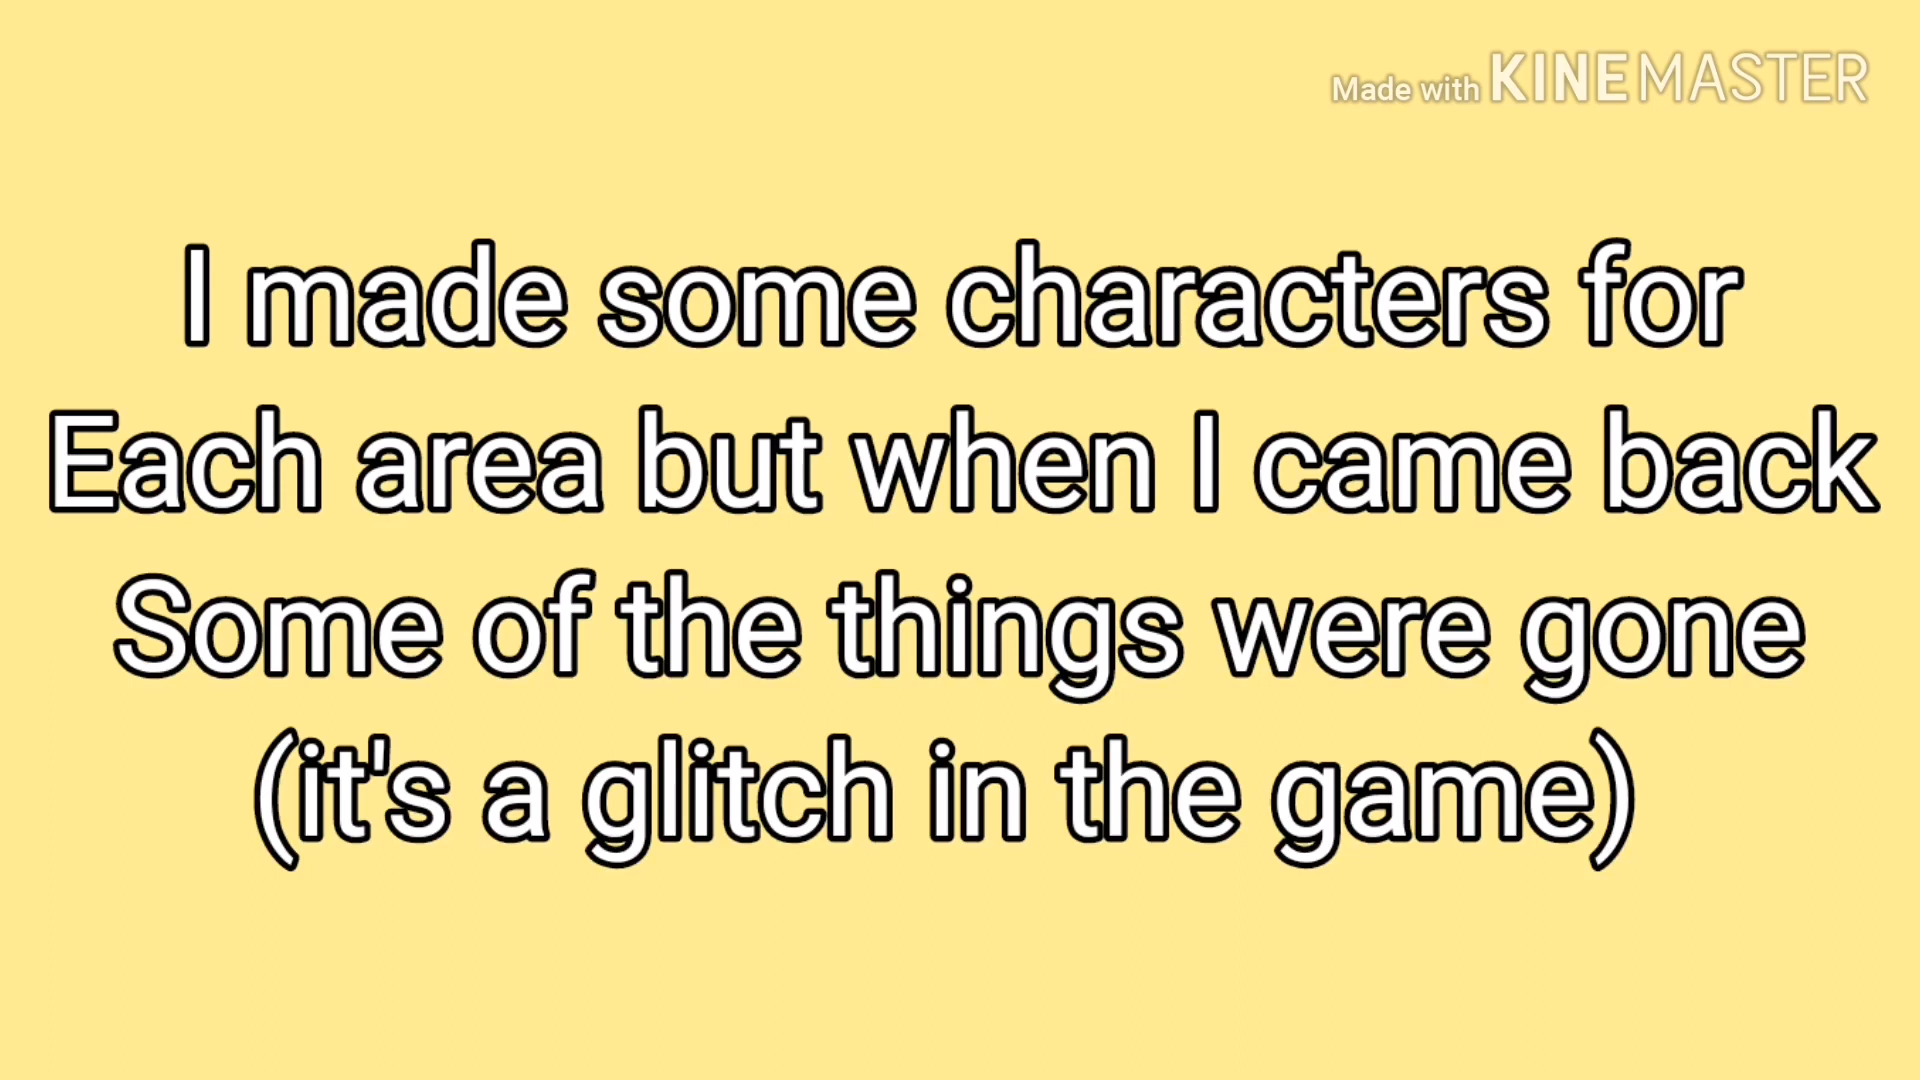 Made with KINEMASTER
I made some characters for
Each area but when I came back
Some of the things were gone
(it's a glitch in the game)